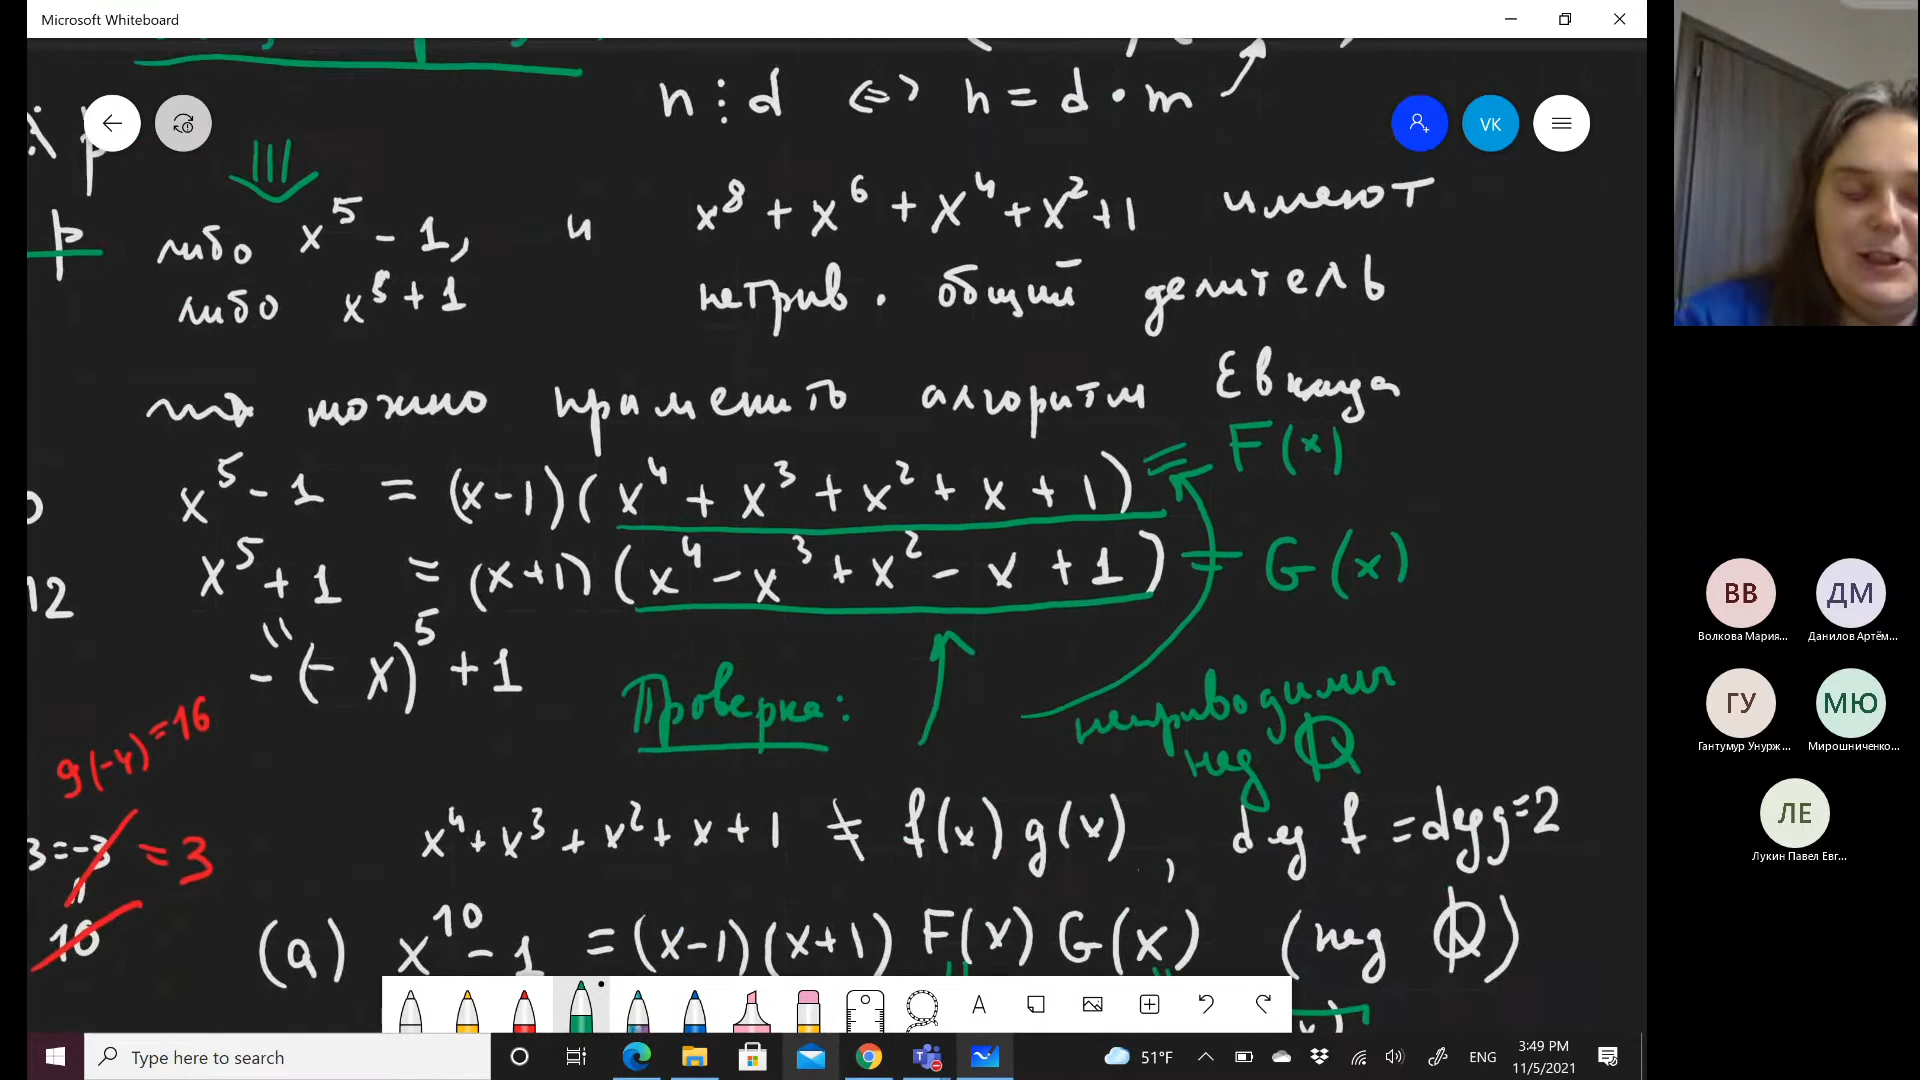 Microsoft Whiteboard
n ⋮ d ⇔ n = d · m
VK
p
либо x⁵ - 1, и x⁸ + x⁶ + x⁴ + x² + 1 имеют
либо x⁵ + 1 нетрив. общий делитель
можно применить алгоритм Евклида
x⁵ - 1 = (x-1)(x⁴ + x³ + x² + x + 1) = F(x)
x⁵ + 1 = (x+1)(x⁴ - x³ + x² - x + 1) = G(x)
12
-(-x)⁵ + 1
Проверка:
неприводимы
над Q
g(-4) = 16
3 = -3 = 3
10
x⁴ + x³ + x² + x + 1 ≠ f(x) g(x), deg f = deg g = 2
(a) x¹⁰ - 1 = (x-1)(x+1) F(x) G(x) (над Q)
ВВ
Волкова Мария...
ДМ
Данилов Артём...
ГУ
Гантумур Унурж...
МЮ
Мирошниченко...
ЛЕ
Лукин Павел Евг...
Type here to search
51°F
ENG
3:49 PM
11/5/2021